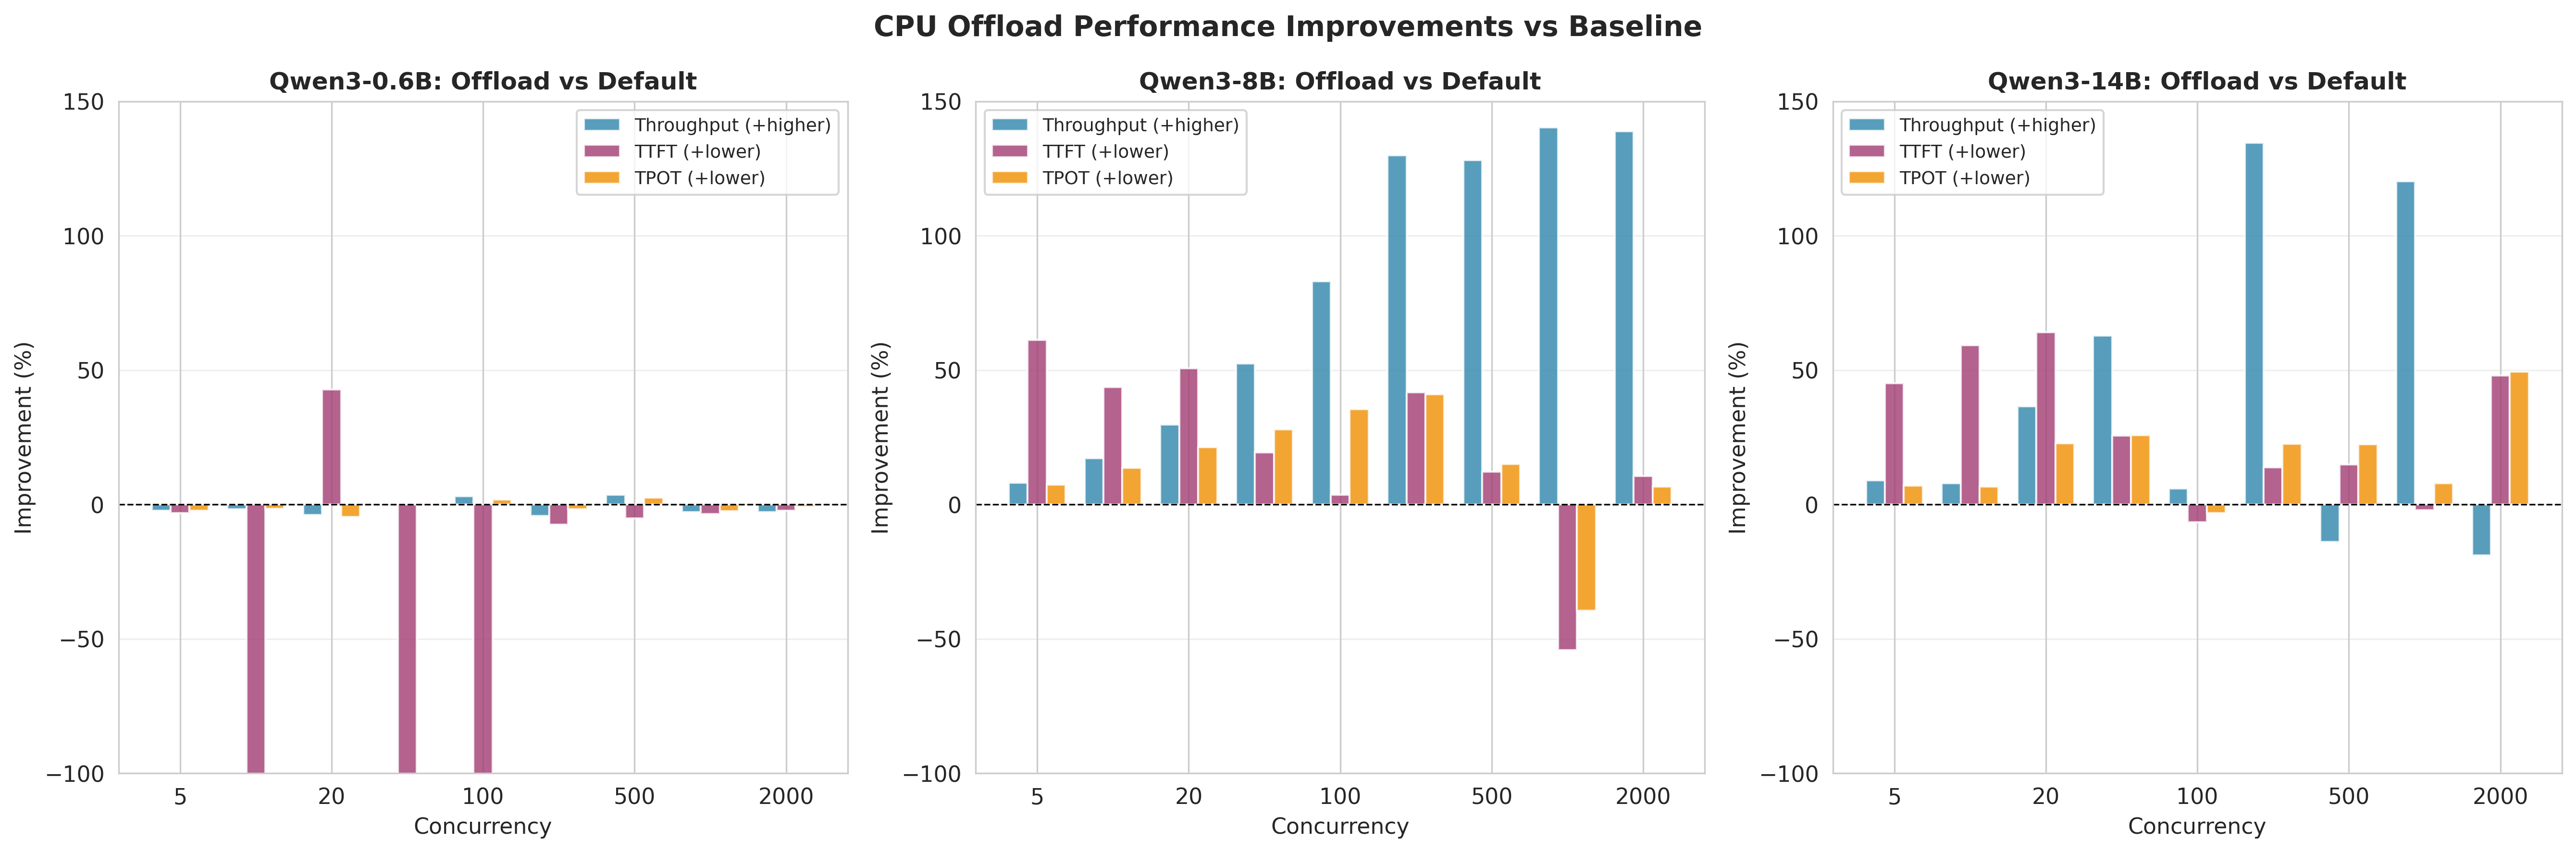 CPU Offload Performance Improvements vs Baseline
Qwen3-0.6B: Offload vs Default
150
100
50
0
−50
−100
Improvement (%)
Throughput (+higher)
TTFT (+lower)
TPOT (+lower)
5 20 100 500 2000
Concurrency
Qwen3-8B: Offload vs Default
150
100
50
0
−50
−100
Improvement (%)
Throughput (+higher)
TTFT (+lower)
TPOT (+lower)
5 20 100 500 2000
Concurrency
Qwen3-14B: Offload vs Default
150
100
50
0
−50
−100
Improvement (%)
Throughput (+higher)
TTFT (+lower)
TPOT (+lower)
5 20 100 500 2000
Concurrency